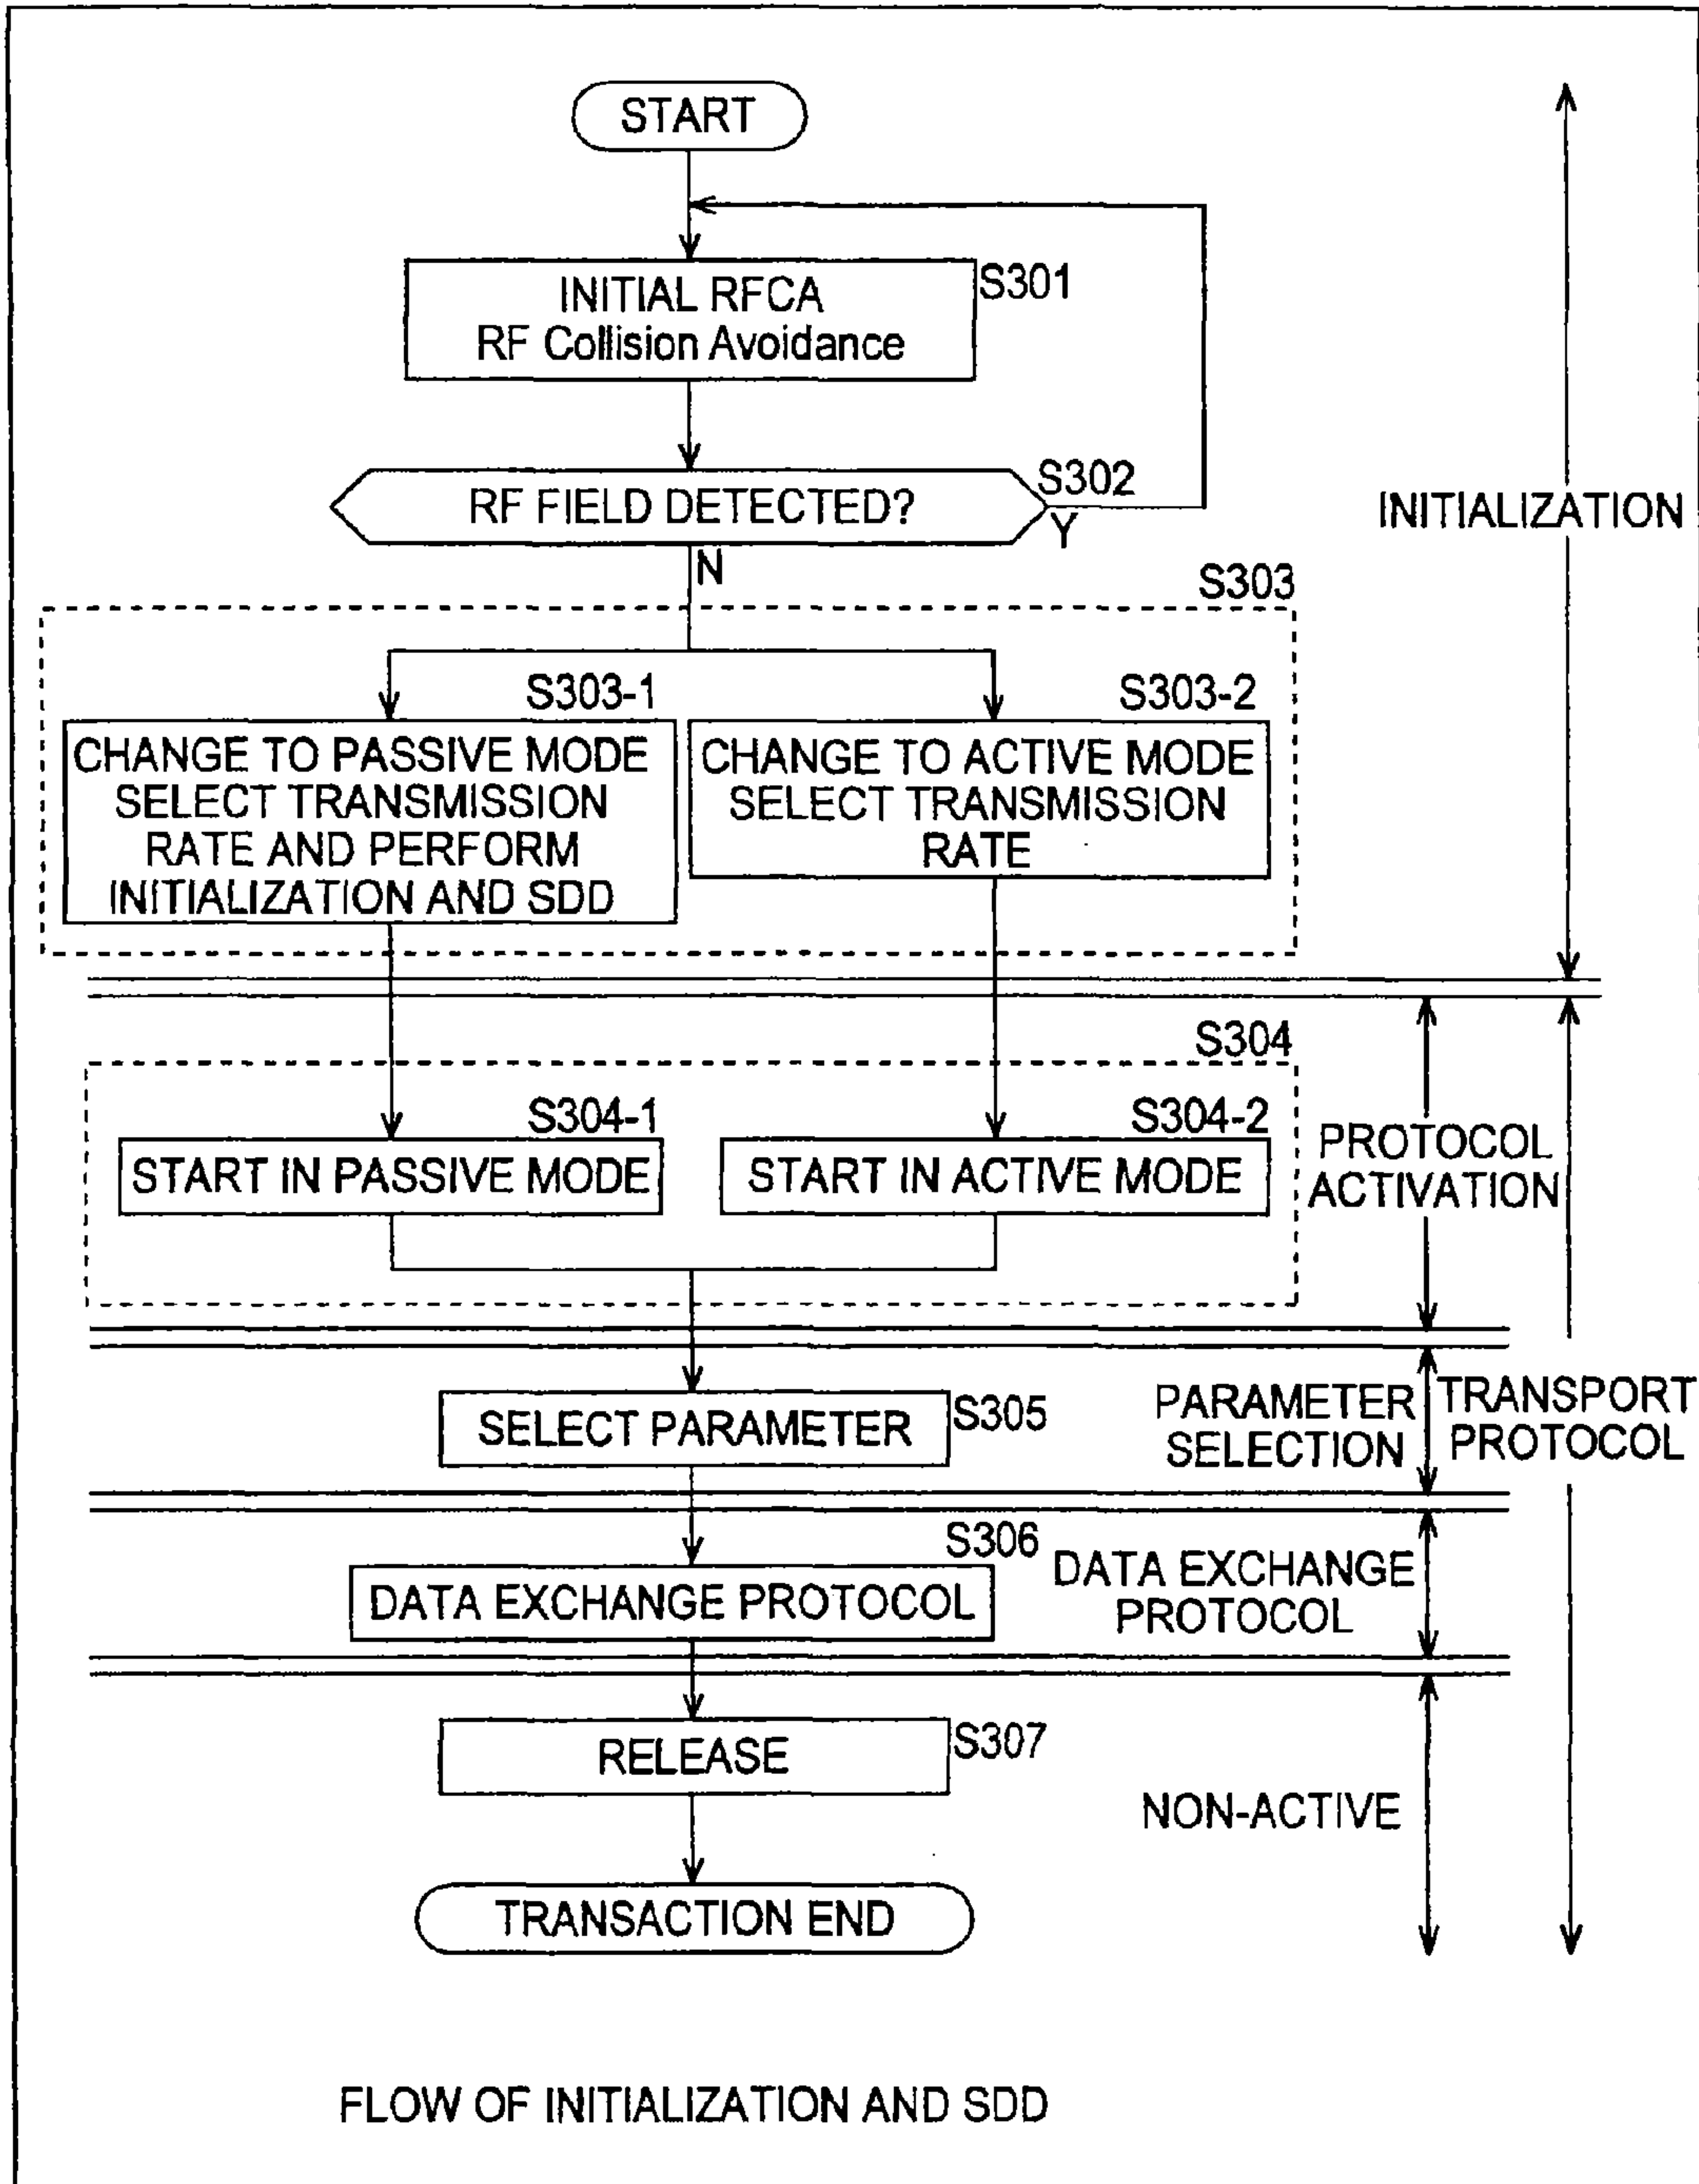 START
INITIAL RFCA
RF Collision Avoidance
S301
RF FIELD DETECTED?
S302
Y
N
INITIALIZATION
S303
S303-1
CHANGE TO PASSIVE MODE
SELECT TRANSMISSION
RATE AND PERFORM
INITIALIZATION AND SDD
S303-2
CHANGE TO ACTIVE MODE
SELECT TRANSMISSION
RATE
S304
S304-1
START IN PASSIVE MODE
S304-2
START IN ACTIVE MODE
PROTOCOL
ACTIVATION
SELECT PARAMETER
S305
PARAMETER
SELECTION
TRANSPORT
PROTOCOL
S306
DATA EXCHANGE PROTOCOL
DATA EXCHANGE
PROTOCOL
RELEASE
S307
NON-ACTIVE
TRANSACTION END
FLOW OF INITIALIZATION AND SDD